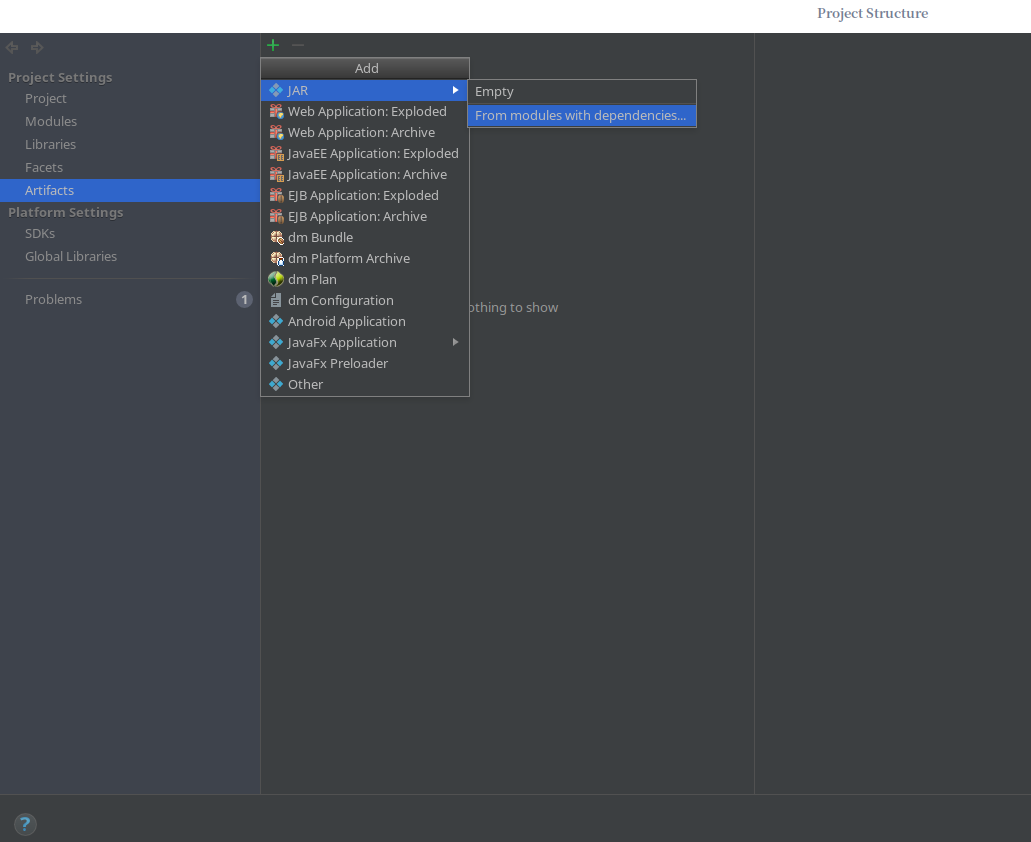 Project Structure
Project Settings
Project
Modules
Libraries
Facets
Artifacts
Platform Settings
SDKs
Global Libraries
Problems
1
Add
JAR
Web Application: Exploded
Web Application: Archive
JavaEE Application: Exploded
JavaEE Application: Archive
EJB Application: Exploded
EJB Application: Archive
dm Bundle
dm Platform Archive
dm Plan
dm Configuration
Android Application
JavaFx Application
JavaFx Preloader
Other
Empty
From modules with dependencies...
othing to show
?